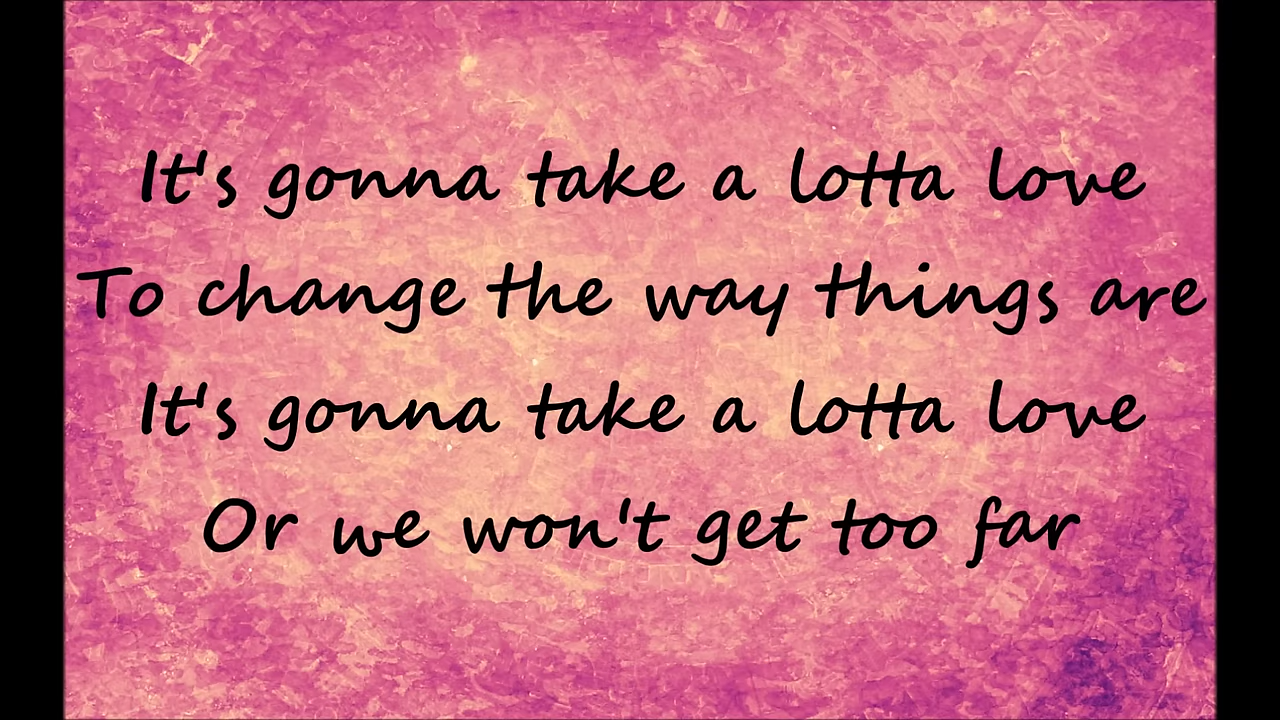 It's gonna take a lotta love
To change the way things are
It's gonna take a lotta love
Or we won't get too far